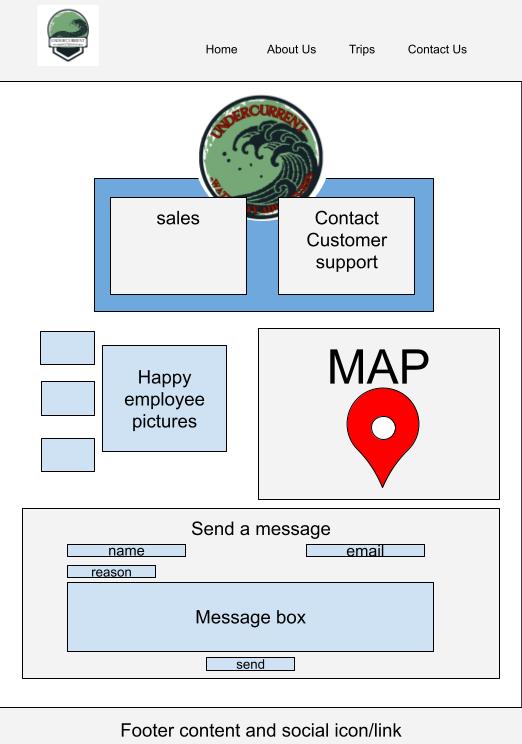 UNDERCURRENT
Home About Us Trips Contact Us
UNDERCURRENT
sales
Contact
Customer
support
Happy
employee
pictures
MAP
Send a message
name
email
reason
Message box
send
Footer content and social icon/link